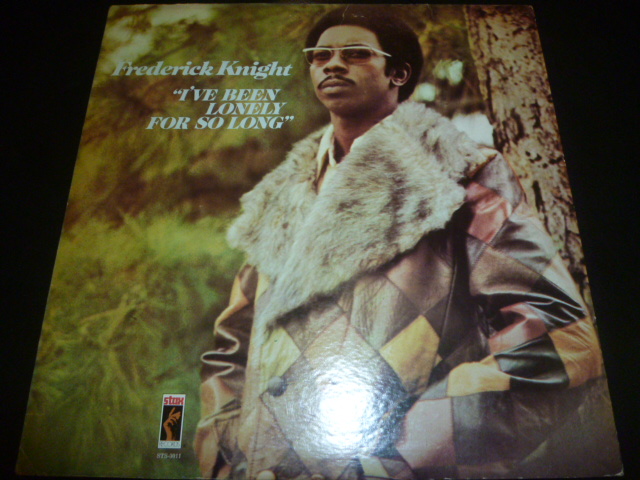 Frederick Knight
"I'VE BEEN
LONELY
FOR SO LONG"
stax